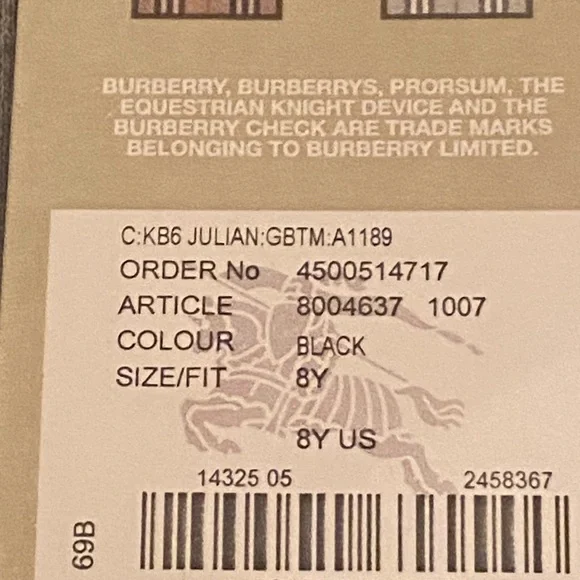 BURBERRY, BURBERRYS, PRORSUM, THE
EQUESTRIAN KNIGHT DEVICE AND THE
BURBERRY CHECK ARE TRADE MARKS
BELONGING TO BURBERRY LIMITED.
C:KB6 JULIAN:GBTM:A1189
ORDER No 4500514717
ARTICLE 8004637 1007
COLOUR BLACK
SIZE/FIT 8Y
8Y US
14325 05 2458367
69B